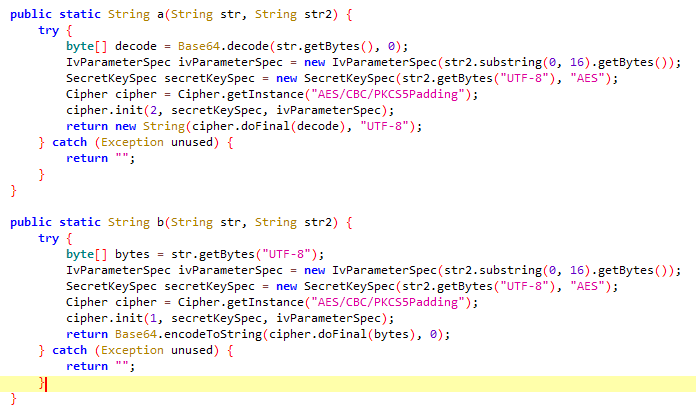 public static String a(String str, String str2) {
    try {
        byte[] decode = Base64.decode(str.getBytes(), 0);
        IvParameterSpec ivParameterSpec = new IvParameterSpec(str2.substring(0, 16).getBytes());
        SecretKeySpec secretKeySpec = new SecretKeySpec(str2.getBytes("UTF-8"), "AES");
        Cipher cipher = Cipher.getInstance("AES/CBC/PKCS5Padding");
        cipher.init(2, secretKeySpec, ivParameterSpec);
        return new String(cipher.doFinal(decode), "UTF-8");
    } catch (Exception unused) {
        return "";
    }
}
public static String b(String str, String str2) {
    try {
        byte[] bytes = str.getBytes("UTF-8");
        IvParameterSpec ivParameterSpec = new IvParameterSpec(str2.substring(0, 16).getBytes());
        SecretKeySpec secretKeySpec = new SecretKeySpec(str2.getBytes("UTF-8"), "AES");
        Cipher cipher = Cipher.getInstance("AES/CBC/PKCS5Padding");
        cipher.init(1, secretKeySpec, ivParameterSpec);
        return Base64.encodeToString(cipher.doFinal(bytes), 0);
    } catch (Exception unused) {
        return "";
    }
}